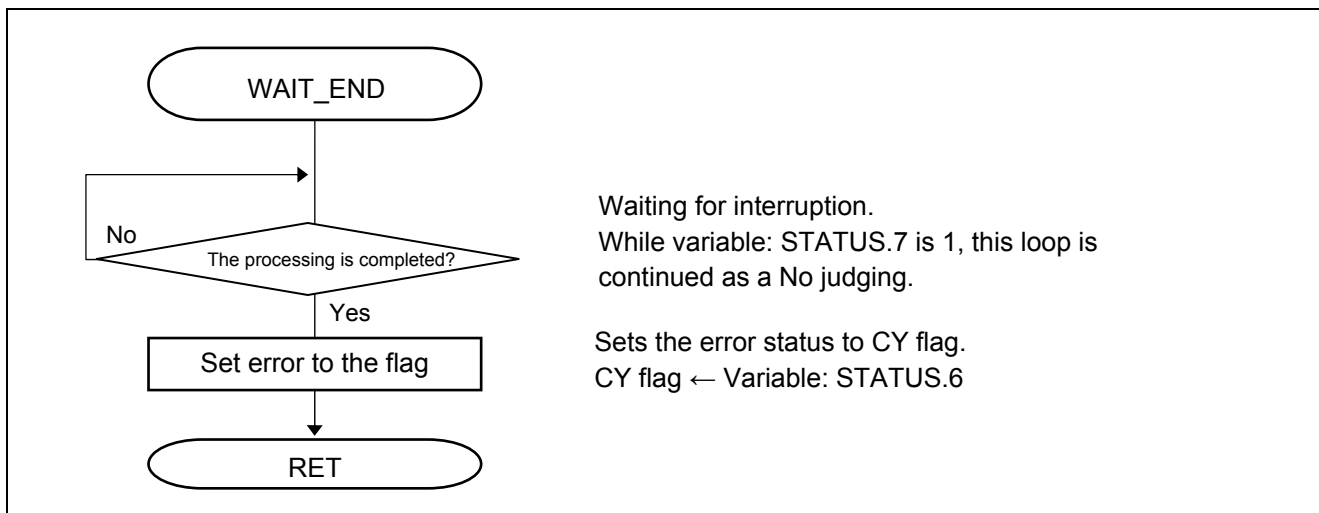 WAIT_END
No
The processing is completed?
Waiting for interruption.
While variable: STATUS.7 is 1, this loop is
continued as a No judging.
Yes
Set error to the flag
Sets the error status to CY flag.
CY flag ← Variable: STATUS.6
RET